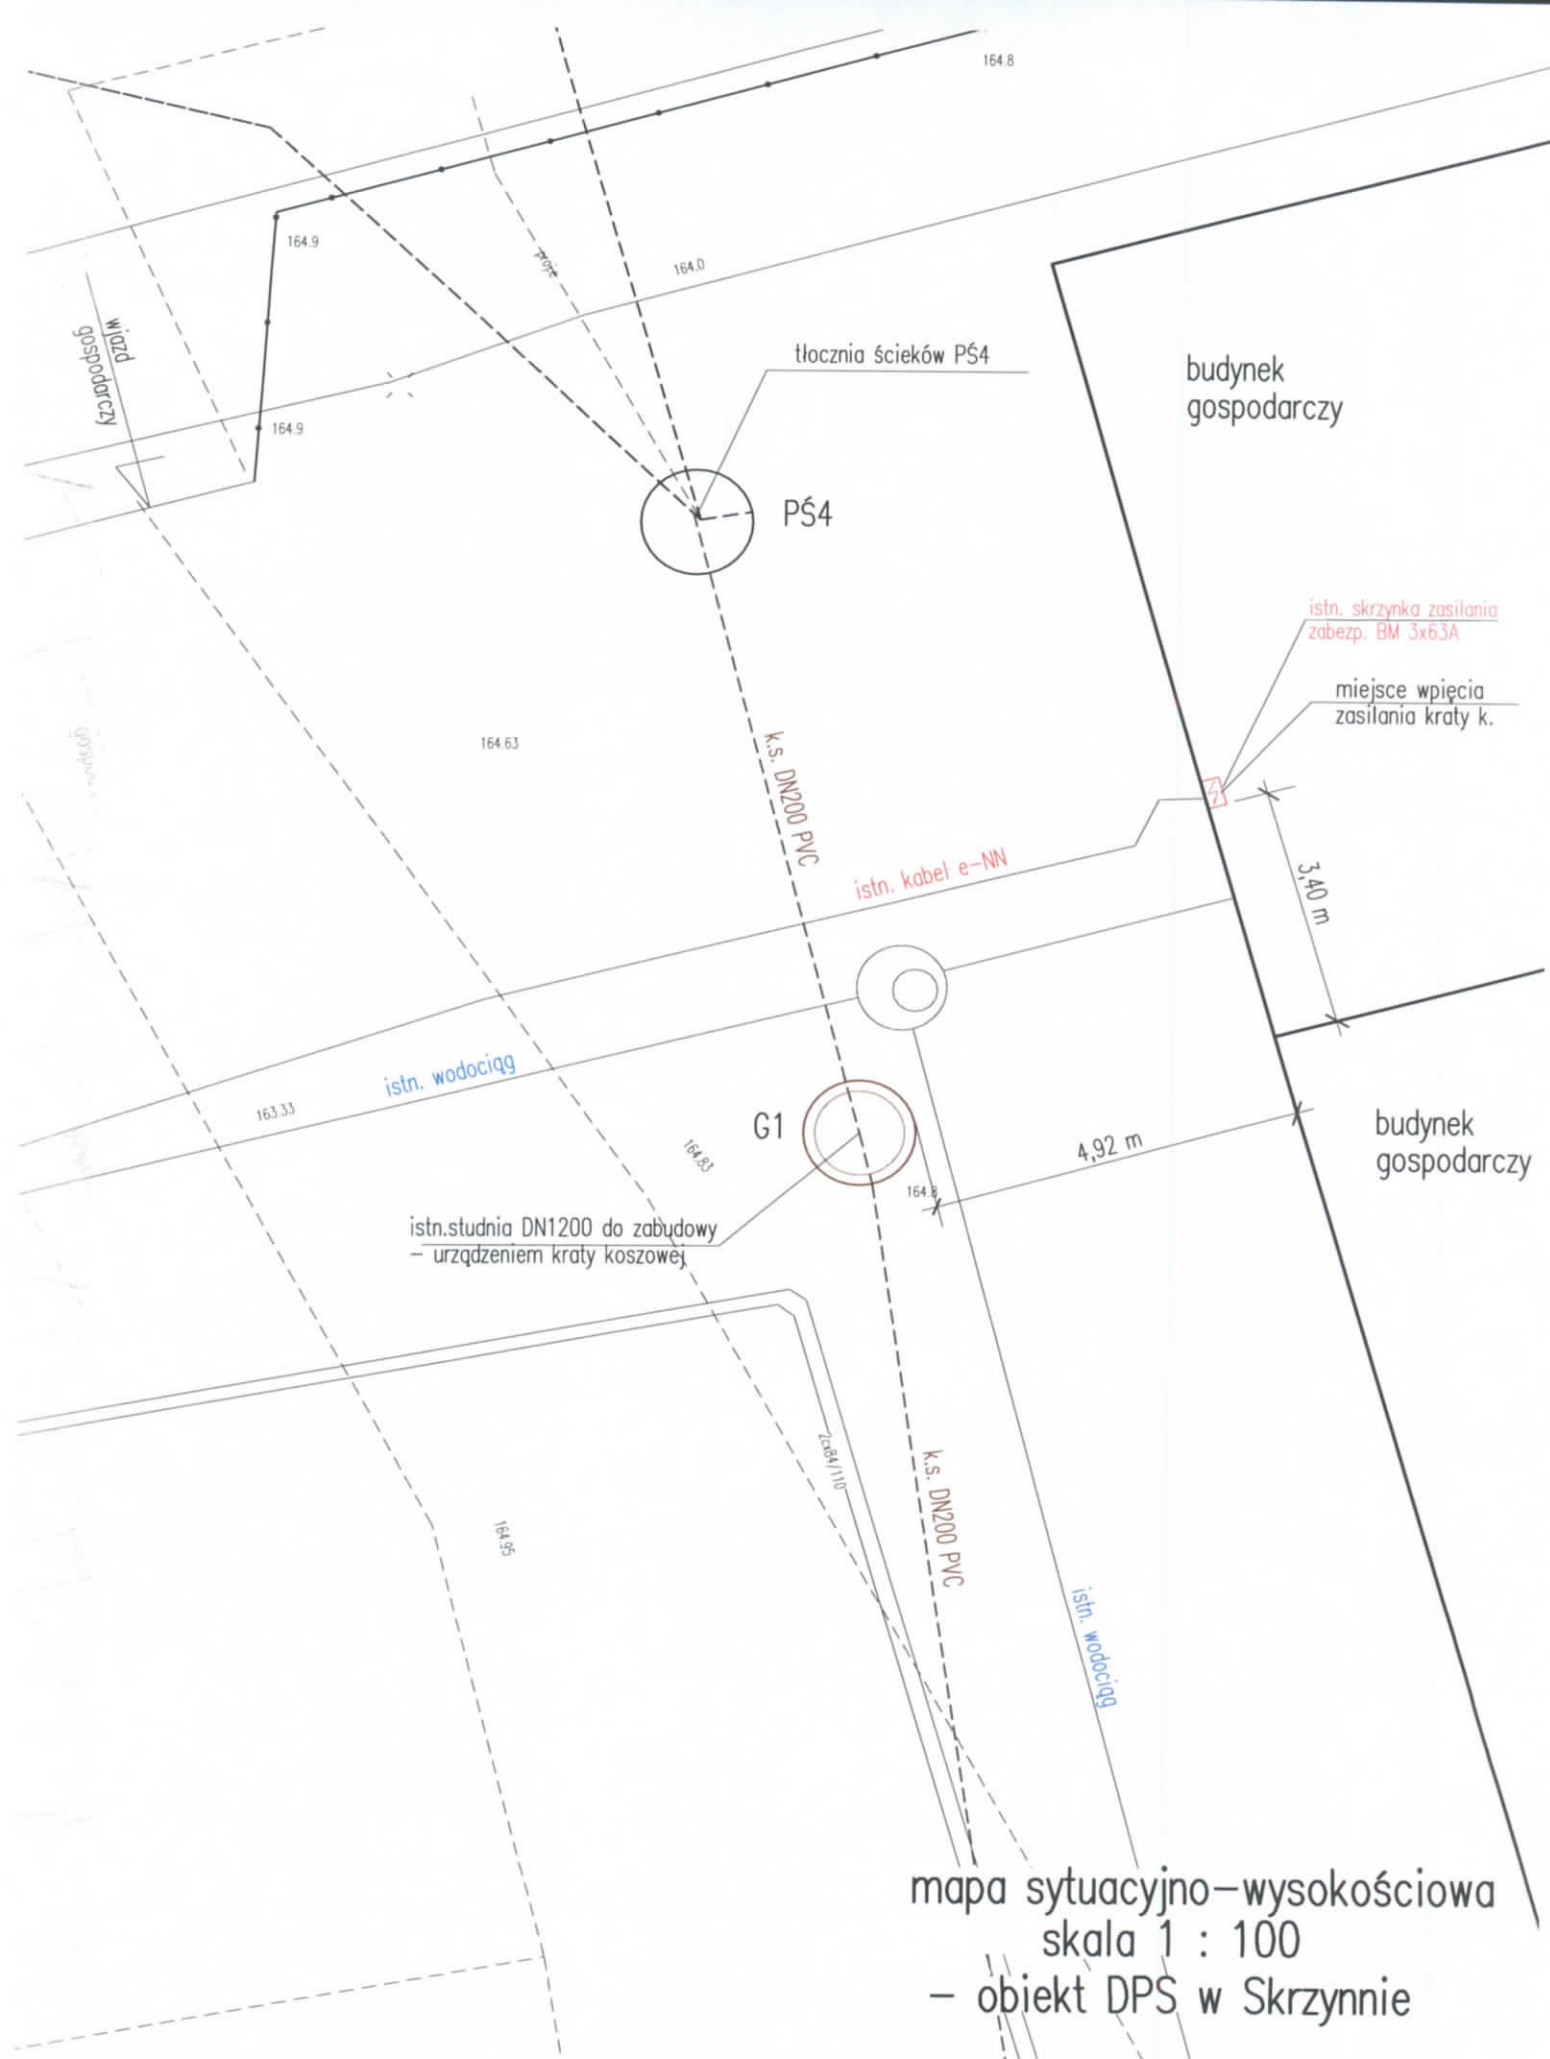 164.8
164.9
164.0
wjazd
gospodarczy
tłocznia ścieków PŚ4
budynek
gospodarczy
164.9
PŚ4
istn. skrzynka zasilania
zabezp. BM 3x63A
miejsce wpięcia
zasilania kraty k.
164.63
k.s. DN200 PVC
istn. kabel e-NN
3,40 m
istn. wodociąg
163.33
G1
164.83
4,92 m
budynek
gospodarczy
164.8
istn.studnia DN1200 do zabudowy
– urządzeniem kraty koszowej
k.s. DN200 PVC
164.95
istn. wodociąg
mapa sytuacyjno-wysokościowa
skala 1 : 100
– obiekt DPS w Skrzynnie